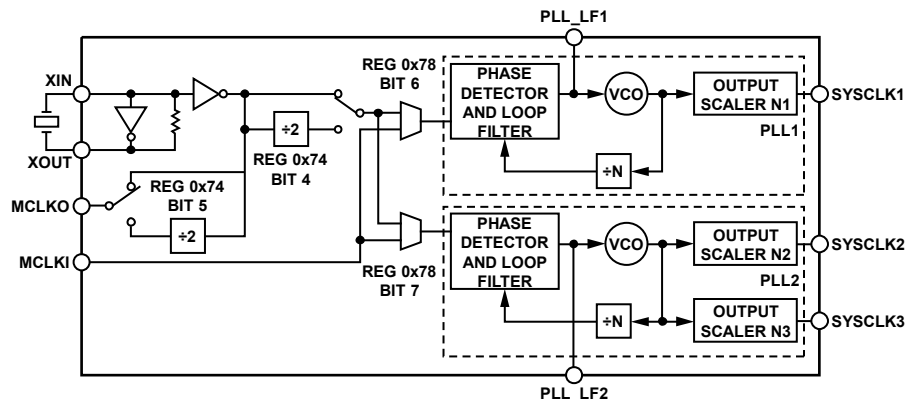 PLL_LF1
XIN
XOUT
MCLKO
MCLKI
REG 0x74
BIT 5
÷2
÷2
REG 0x74
BIT 4
REG 0x78
BIT 6
REG 0x78
BIT 7
PHASE
DETECTOR
AND LOOP
FILTER
VCO
÷N
OUTPUT
SCALER N1
PLL1
SYSCLK1
PHASE
DETECTOR
AND LOOP
FILTER
VCO
÷N
OUTPUT
SCALER N2
PLL2
OUTPUT
SCALER N3
SYSCLK2
SYSCLK3
PLL_LF2